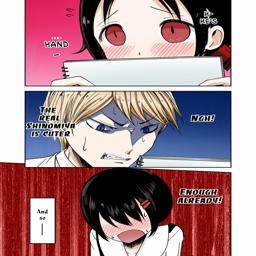 H-
HE'S
...
HAND
—
THE
REAL
SHINOMIYA
IS CUTER!
NGH!
ENOUGH
ALREADY!
And
so
—